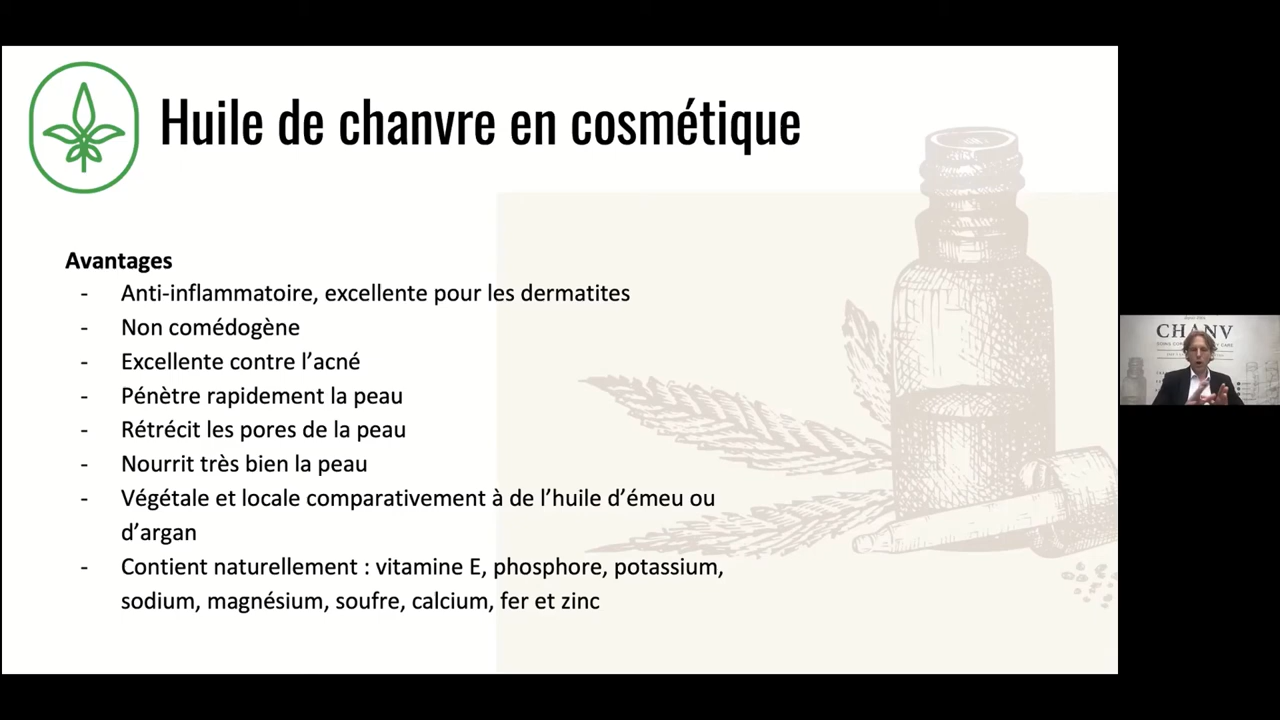 Huile de chanvre en cosmétique
Avantages
- Anti-inflammatoire, excellente pour les dermatites
- Non comédogène
- Excellente contre l’acné
- Pénètre rapidement la peau
- Rétrécit les pores de la peau
- Nourrit très bien la peau
- Végétale et locale comparativement à de l’huile d’émeu ou
d’argan
- Contient naturellement : vitamine E, phosphore, potassium,
sodium, magnésium, soufre, calcium, fer et zinc
CHANV